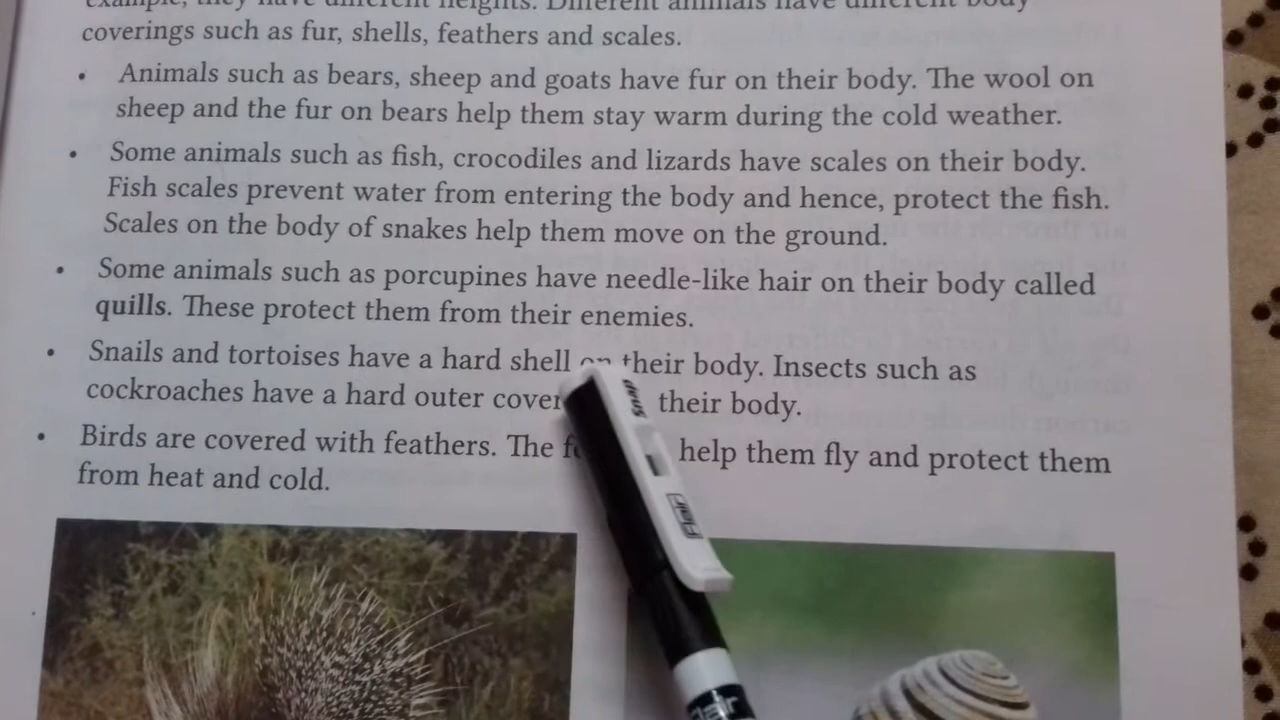 example, they have different heights. Different animals have different body
coverings such as fur, shells, feathers and scales.
• Animals such as bears, sheep and goats have fur on their body. The wool on
sheep and the fur on bears help them stay warm during the cold weather.
• Some animals such as fish, crocodiles and lizards have scales on their body.
Fish scales prevent water from entering the body and hence, protect the fish.
Scales on the body of snakes help them move on the ground.
• Some animals such as porcupines have needle-like hair on their body called
quills. These protect them from their enemies.
• Snails and tortoises have a hard shell on their body. Insects such as
cockroaches have a hard outer cover their body.
• Birds are covered with feathers. The help them fly and protect them
from heat and cold.